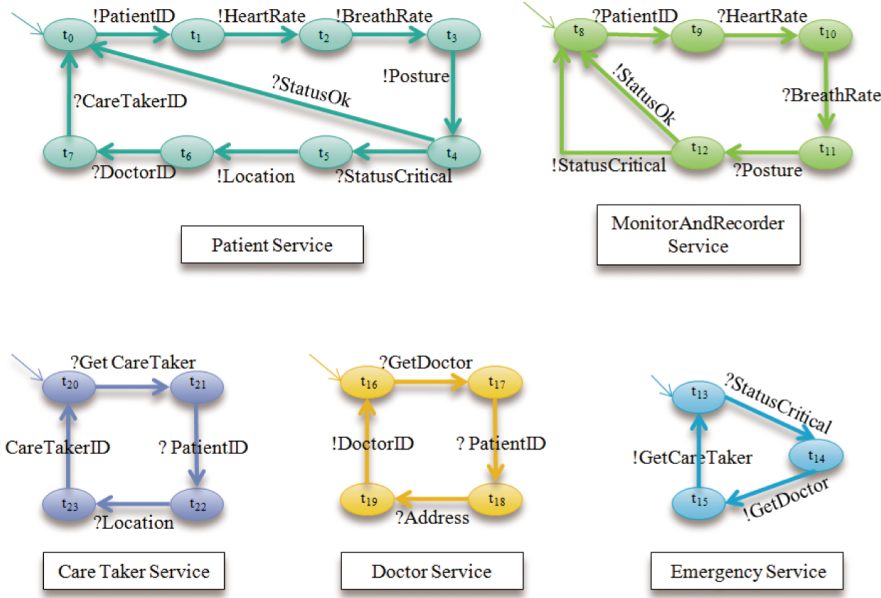 !PatientID
!HeartRate
!BreathRate
t0
t1
t2
t3
!Posture
?StatusOk
?CareTakerID
t7
t6
t5
t4
?DoctorID
!Location
?StatusCritical
Patient Service
?PatientID
?HeartRate
t8
t9
t10
!StatusOk
?BreathRate
t12
t11
!StatusCritical
?Posture
MonitorAndRecorder
Service
?Get CareTaker
t20
t21
CareTakerID
? PatientID
t23
t22
?Location
Care Taker Service
?GetDoctor
t16
t17
!DoctorID
? PatientID
t19
t18
?Address
Doctor Service
t13
?StatusCritical
t14
!GetCareTaker
t15
!GetDoctor
Emergency Service